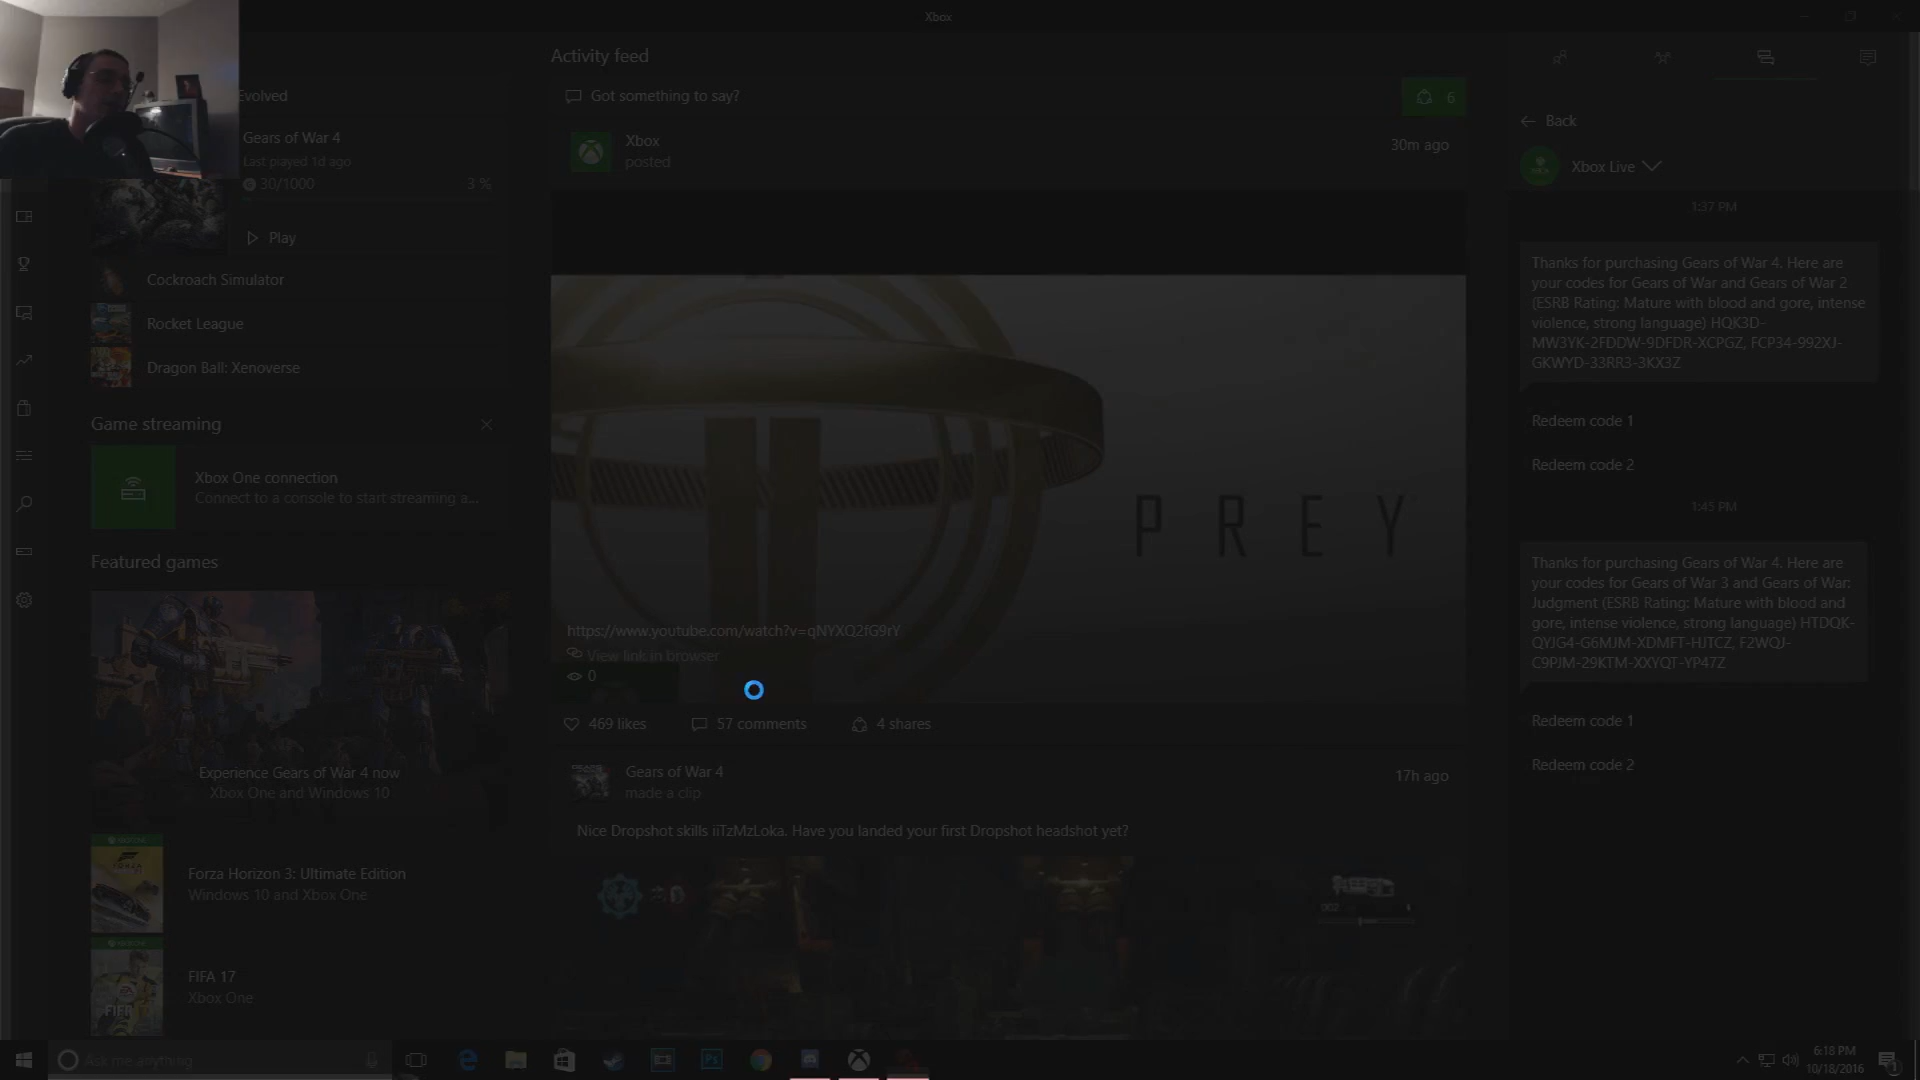 Xbox
Evolved
Gears of War 4
Last played 1d ago
30/1000
3 %
Play
Cockroach Simulator
Rocket League
Dragon Ball: Xenoverse
Game streaming
Xbox One connection
Connect to a console to start streaming a...
Featured games
Experience Gears of War 4 now
Xbox One and Windows 10
Forza Horizon 3: Ultimate Edition
Windows 10 and Xbox One
FIFA 17
Xbox One
Activity feed
Got something to say?
6
Xbox
posted
30m ago
PREY
https://www.youtube.com/watch?v=qNYXQ2fG9rY
View link in browser
0
469 likes
57 comments
4 shares
Gears of War 4
made a clip
17h ago
Nice Dropshot skills iiTzMzLoka. Have you landed your first Dropshot headshot yet?
Back
Xbox Live
1:37 PM
Thanks for purchasing Gears of War 4. Here are
your codes for Gears of War and Gears of War 2
(ESRB Rating: Mature with blood and gore, intense
violence, strong language) HQK3D-
MW3YK-2FDDW-9DFDR-XCPGZ, FCP34-992XJ-
GKWYD-33RR3-3KX3Z
Redeem code 1
Redeem code 2
1:45 PM
Thanks for purchasing Gears of War 4. Here are
your codes for Gears of War 3 and Gears of War:
Judgment (ESRB Rating: Mature with blood and
gore, intense violence, strong language) HTDQK-
QYJG4-G6MJM-XDMFT-HJTCZ, F2WQJ-
C9PJM-29KTM-XXYQT-YP47Z
Redeem code 1
Redeem code 2
Ask me anything
Ps
6:18 PM
10/18/2016